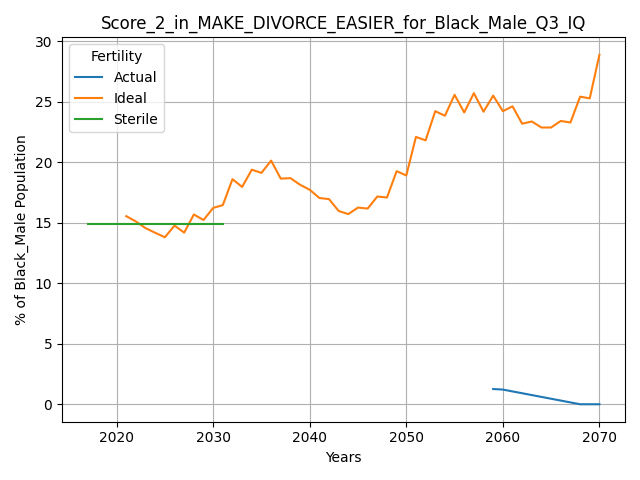 Score_2_in_MAKE_DIVORCE_EASIER_for_Black_Male_Q3_IQ
Fertility
Actual
Ideal
Sterile
% of Black_Male Population
30
25
20
15
10
5
0
2020 2030 2040 2050 2060 2070
Years